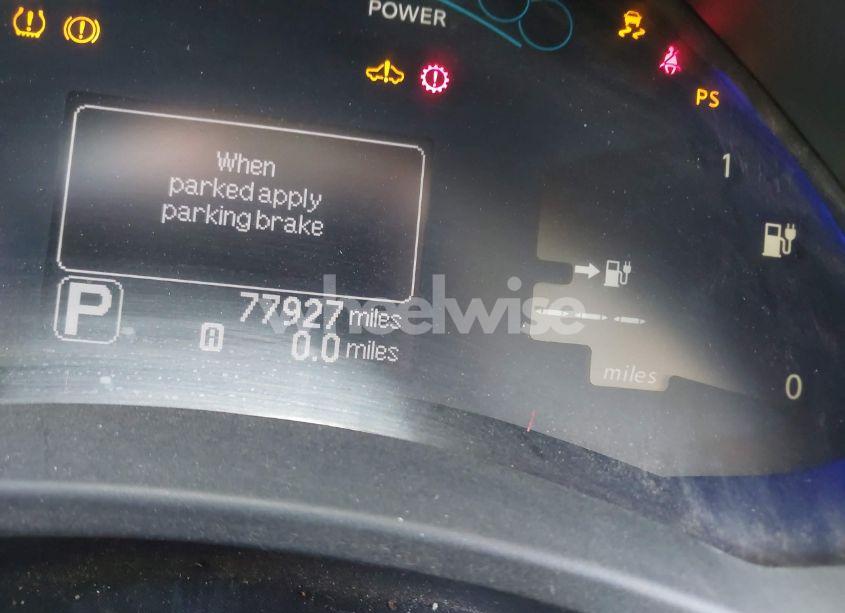 POWER
PS
When
parked apply
parking brake
1
P
77927 miles
A 0.0 miles
---
miles
0
wheelwise